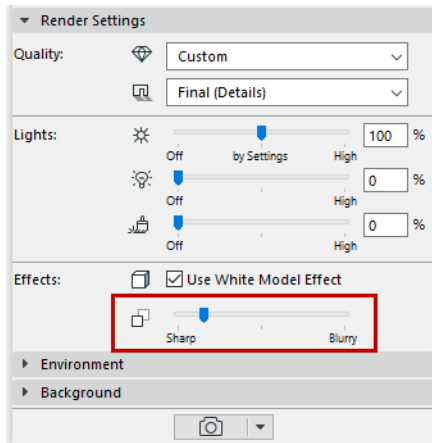 Render Settings
Quality: Custom
Final (Details)
Lights: 100 %
Off by Settings High
0 %
Off High
0 %
Off High
Effects: Use White Model Effect
Sharp Blurry
Environment
Background